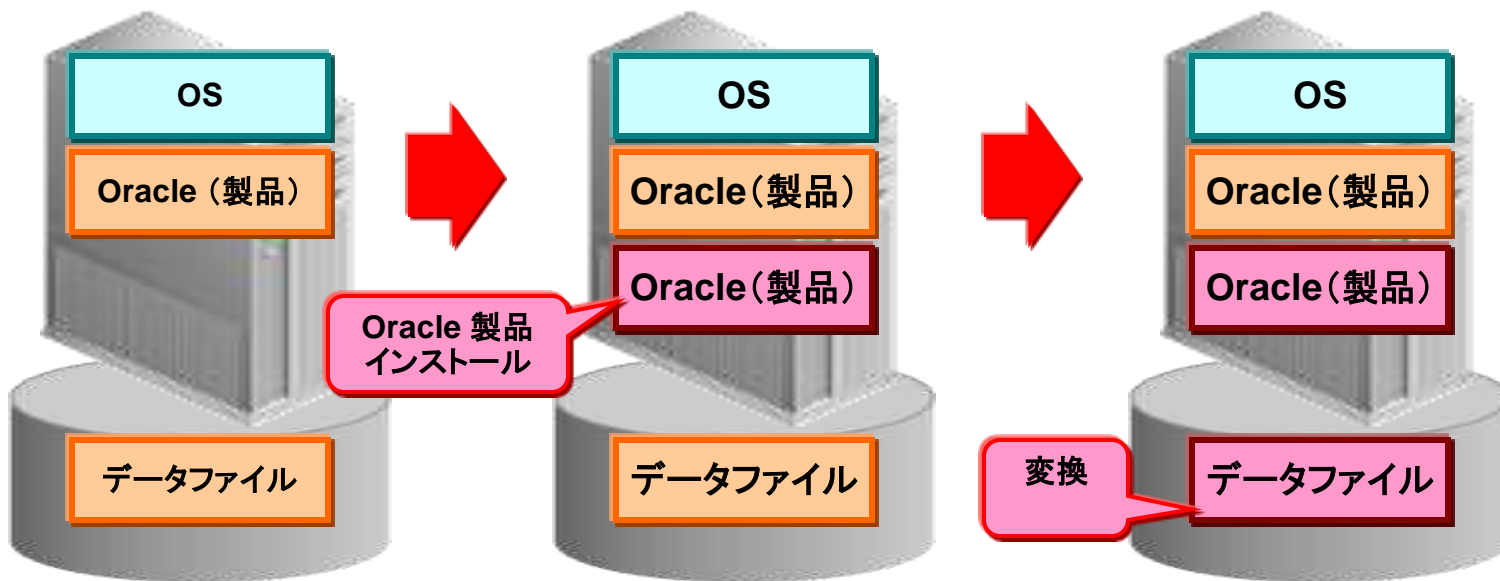 OS
Oracle （製品）
データファイル
Oracle 製品
インストール
OS
Oracle（製品）
Oracle（製品）
データファイル
変換
OS
Oracle（製品）
Oracle（製品）
データファイル